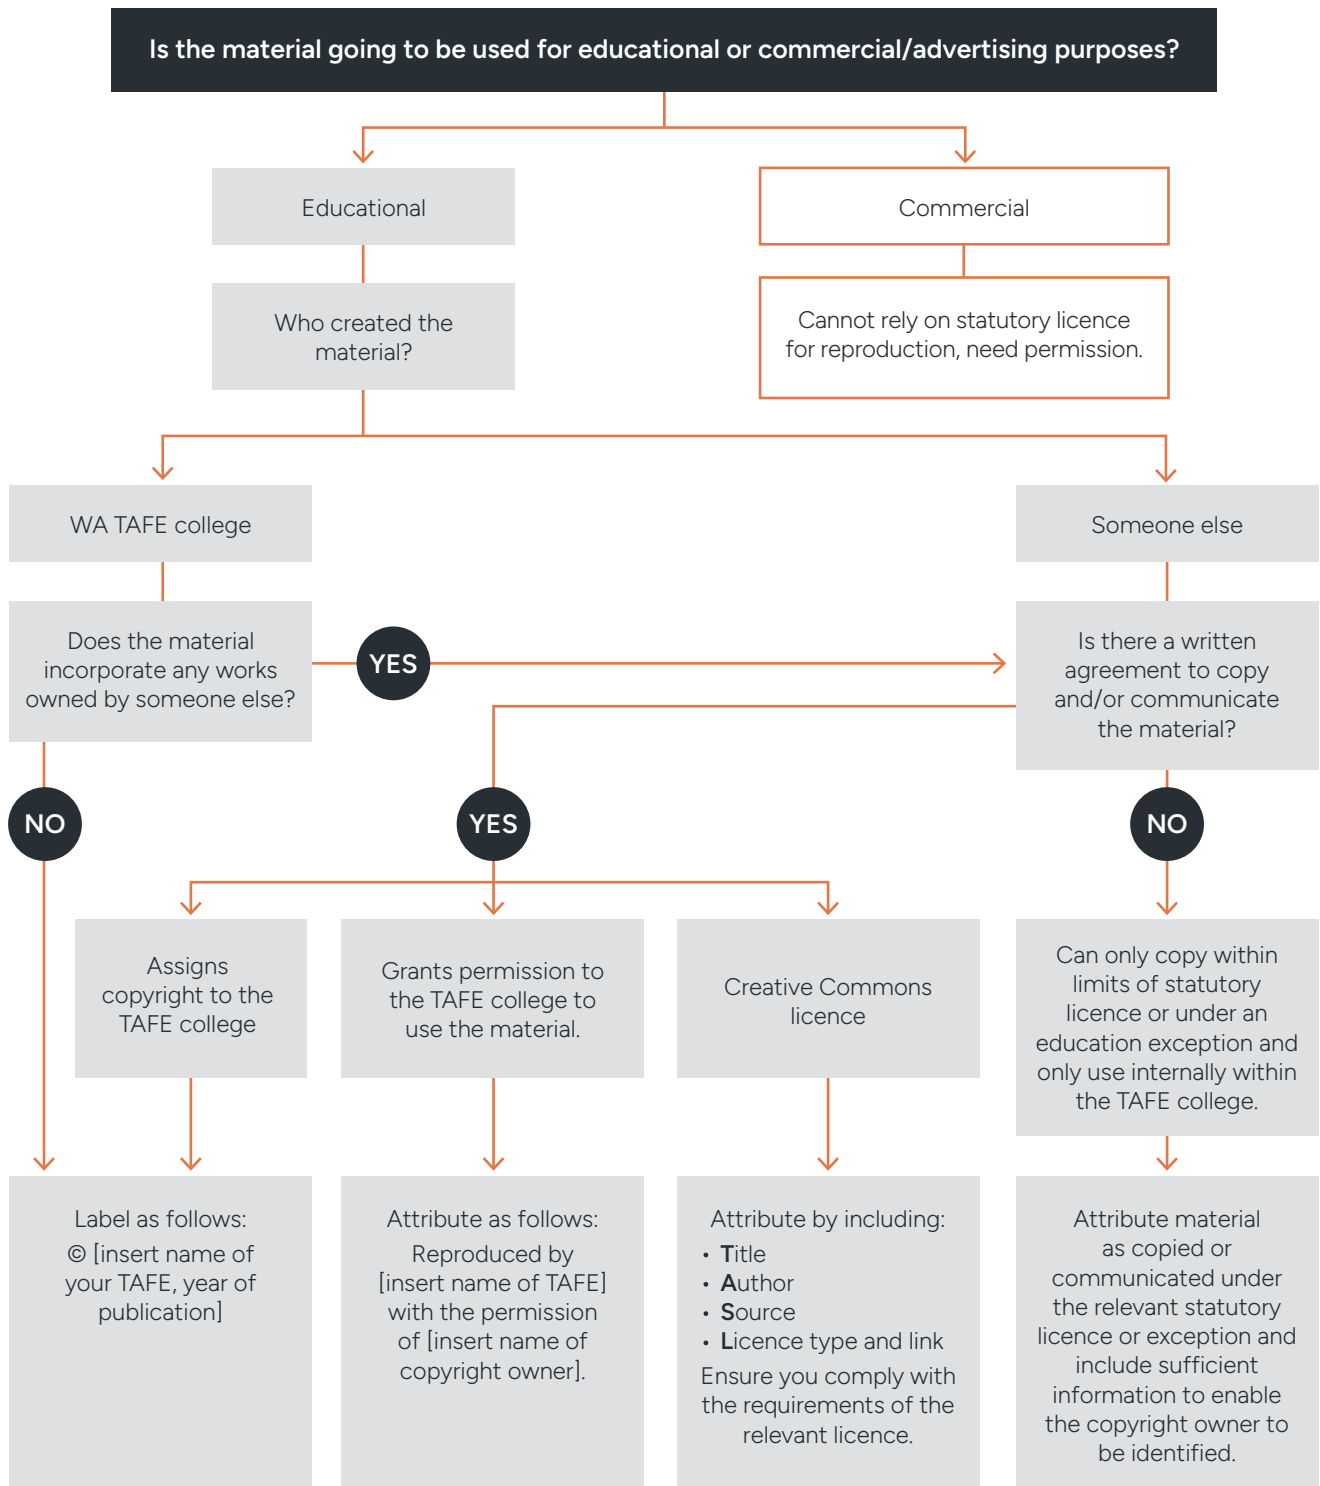 Is the material going to be used for educational or commercial/advertising purposes?
Educational
Commercial
Who created the
material?
Cannot rely on statutory licence
for reproduction, need permission.
WA TAFE college
Someone else
Does the material
incorporate any works
owned by someone else?
YES
Is there a written
agreement to copy
and/or communicate
the material?
NO
YES
NO
Assigns
copyright to the
TAFE college
Grants permission to
the TAFE college to
use the material.
Creative Commons
licence
Can only copy within
limits of statutory
licence or under an
education exception and
only use internally within
the TAFE college.
Label as follows:
© [insert name of
your TAFE, year of
publication]
Attribute as follows:
Reproduced by
[insert name of TAFE]
with the permission
of [insert name of
copyright owner].
Attribute by including:
• Title
• Author
• Source
• Licence type and link
Ensure you comply with
the requirements of the
relevant licence.
Attribute material
as copied or
communicated under
the relevant statutory
licence or exception and
include sufficient
information to enable
the copyright owner to
be identified.